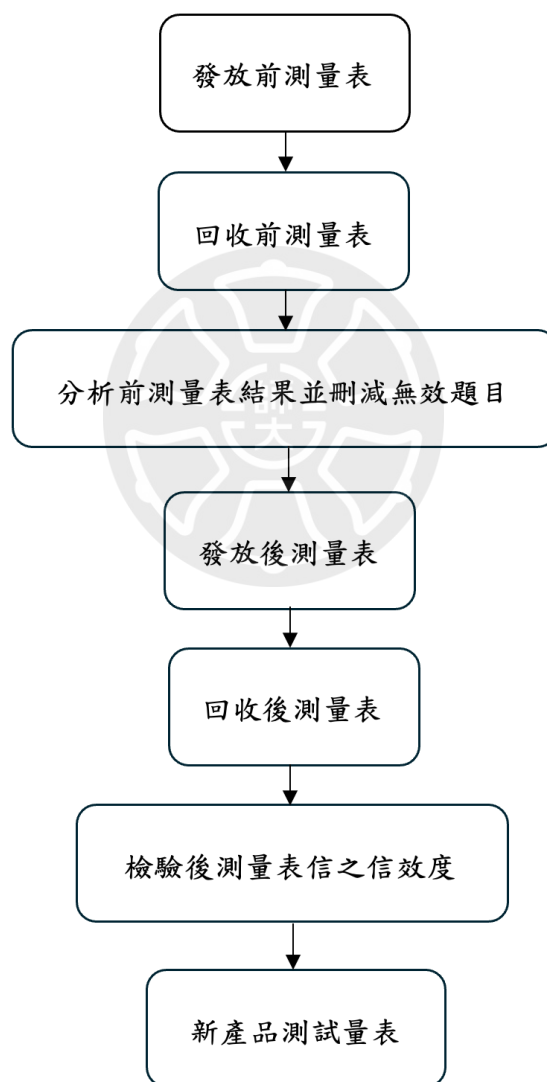 發放前測量表
回收前測量表
分析前測量表結果並刪減無效題目
發放後測量表
回收後測量表
檢驗後測量表信之信效度
新產品測試量表
師大